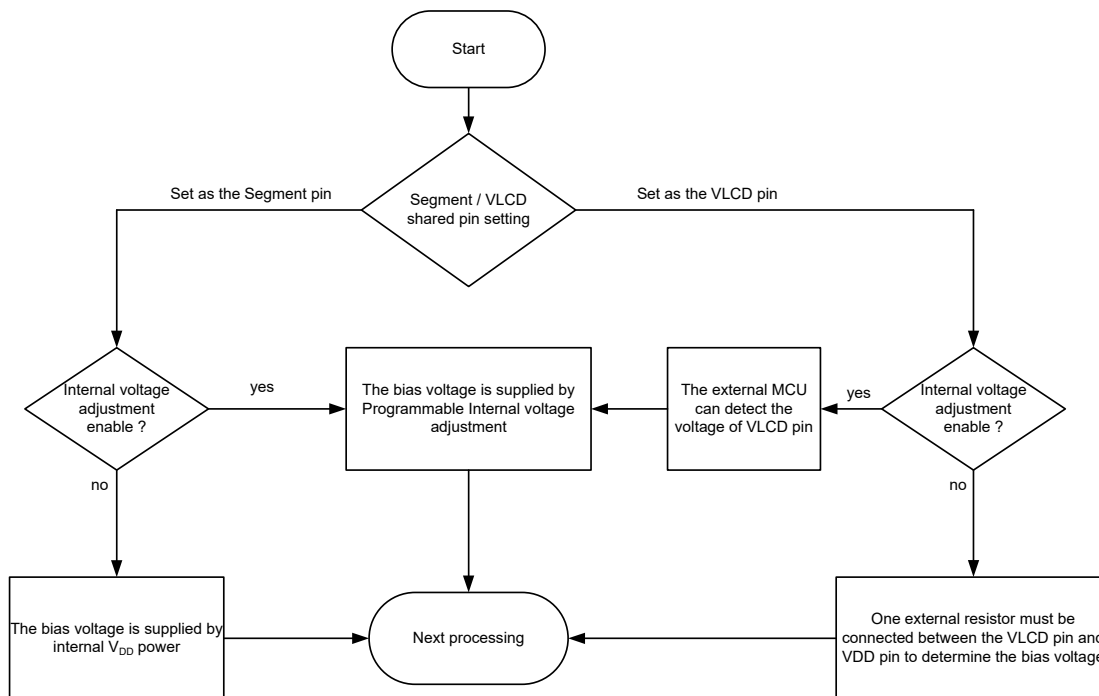 Start
Set as the Segment pin
Segment / VLCD
shared pin setting
Set as the VLCD pin
Internal voltage
adjustment
enable ?
yes
The bias voltage is supplied by
Programmable Internal voltage
adjustment
The external MCU
can detect the
voltage of VLCD pin
yes
Internal voltage
adjustment
enable ?
no
no
The bias voltage is supplied by
internal VDD power
Next processing
One external resistor must be
connected between the VLCD pin and
VDD pin to determine the bias voltage